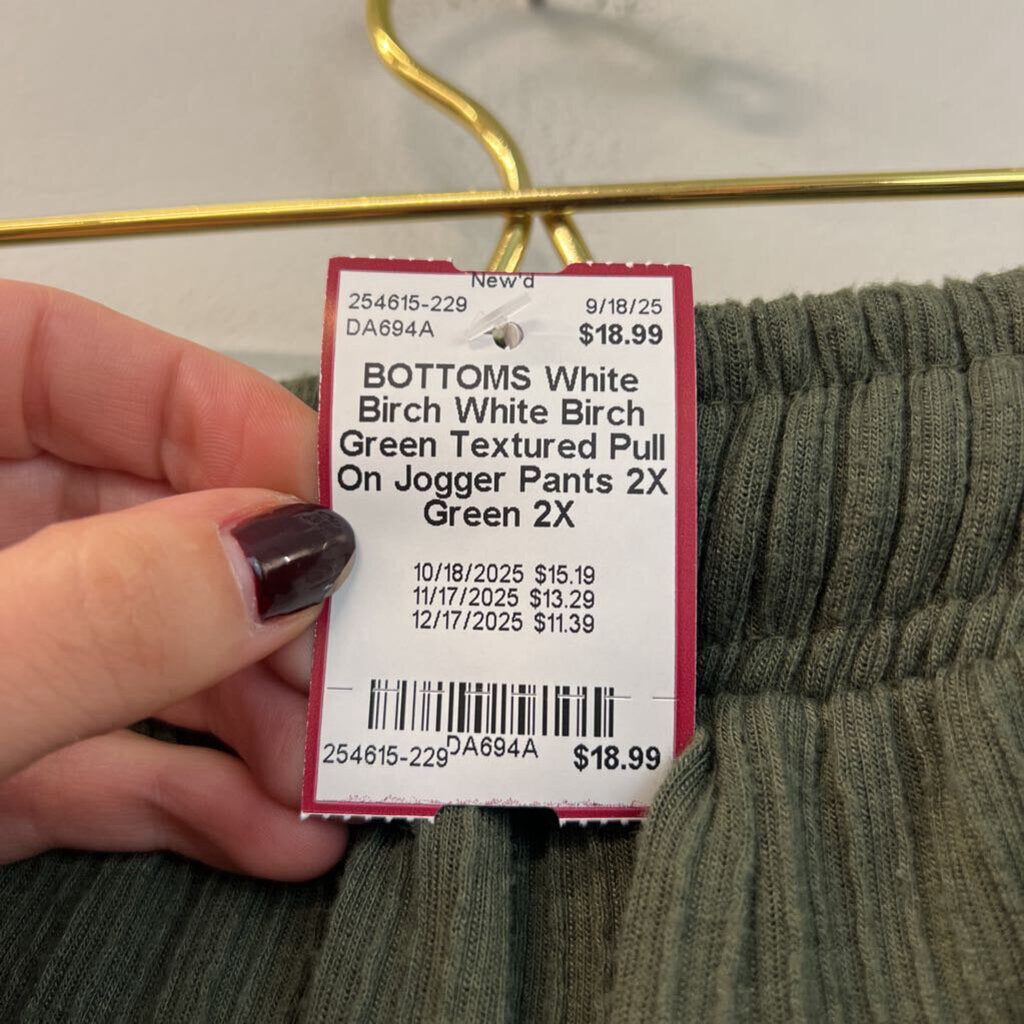 New'd
254615-229 9/18/25
DA694A $18.99
BOTTOMS White
Birch White Birch
Green Textured Pull
On Jogger Pants 2X
Green 2X
10/18/2025 $15.19
11/17/2025 $13.29
12/17/2025 $11.39
254615-229 DA694A $18.99